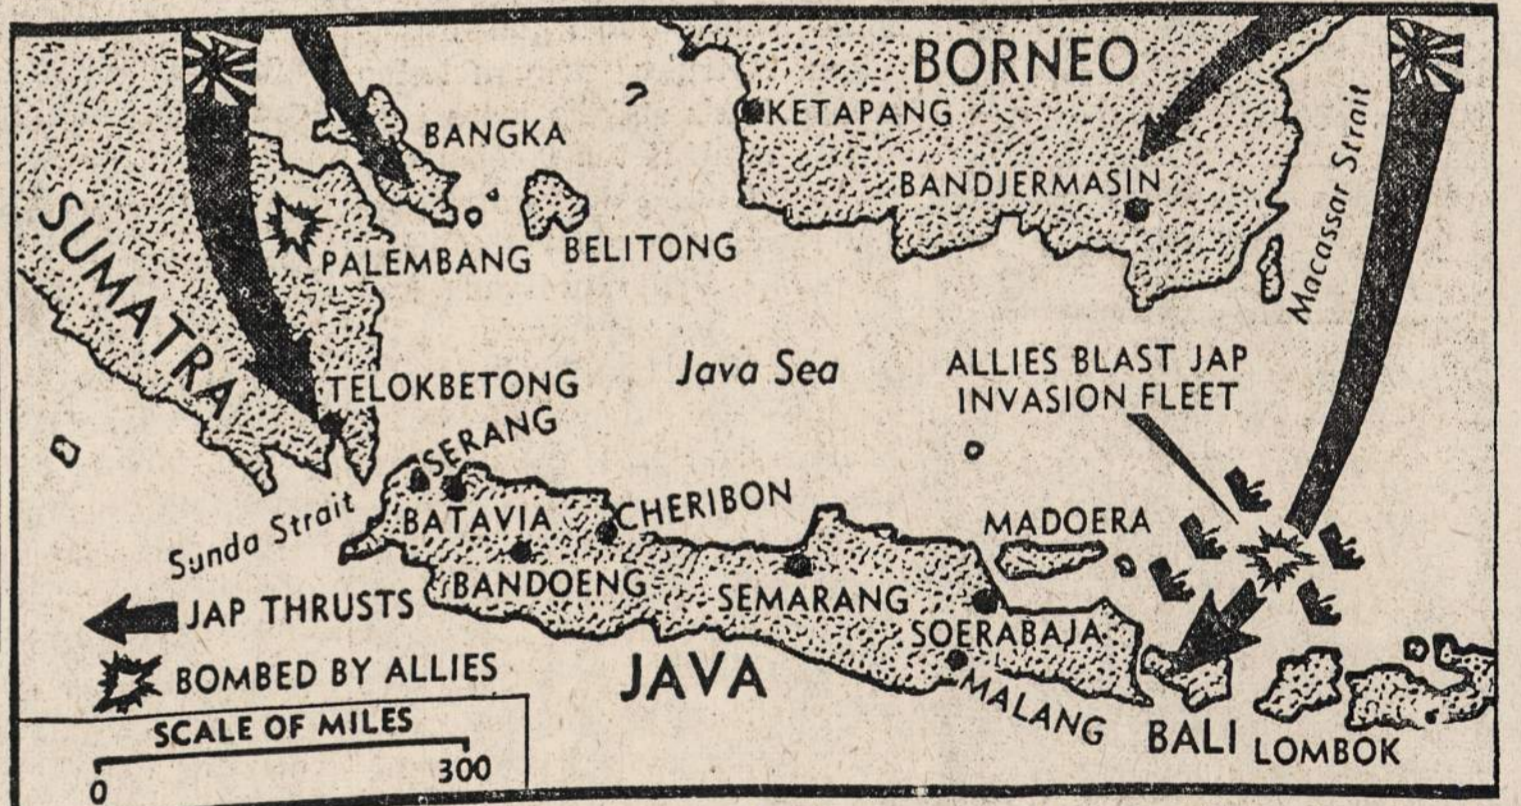 BORNEO
KETAPANG
BANGKA
BANDJERMASIN
Macassar Strait
SUMATRA
PALEMBANG
BELITONG
Java Sea
ALLIES BLAST JAP
INVASION FLEET
TELOKBETONG
SERANG
Sunda Strait
BATAVIA
CHERIBON
MADOERA
BANDOENG
SEMARANG
SOERABAJA
JAP THRUSTS
BOMBED BY ALLIES
JAVA
MALANG
BALI
LOMBOK
SCALE OF MILES
0
300